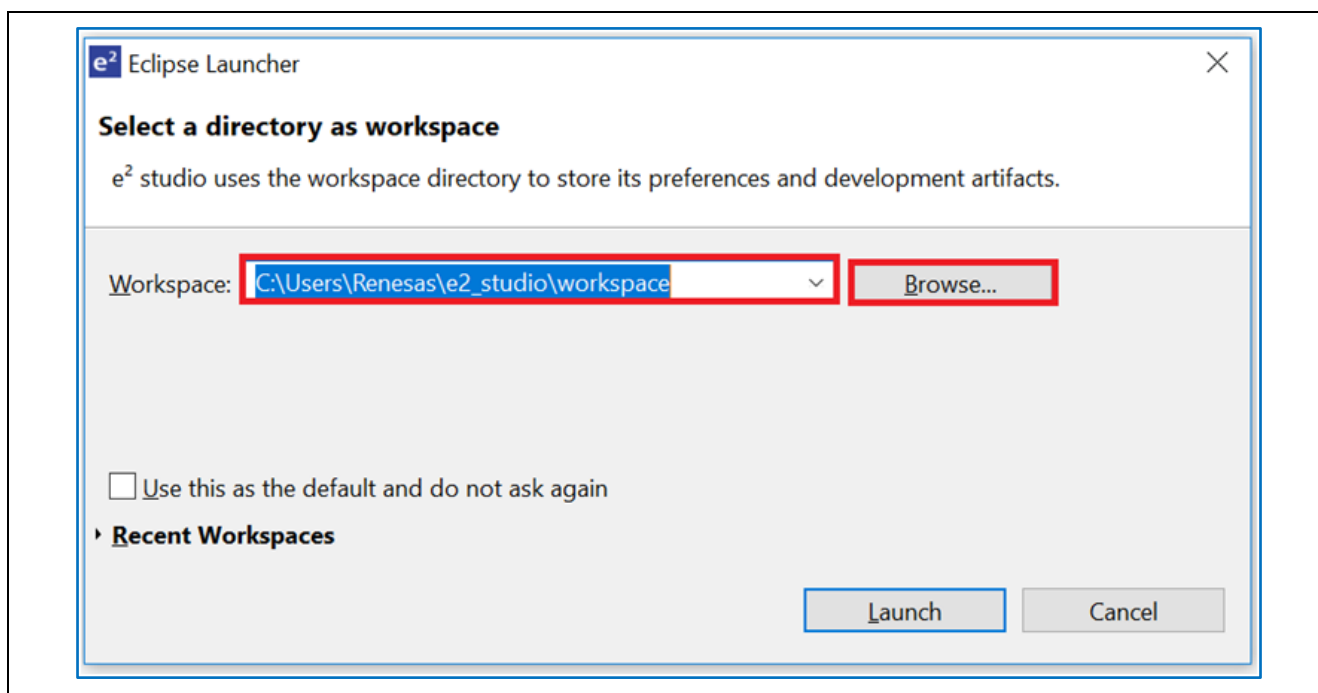 e² Eclipse Launcher
Select a directory as workspace
e² studio uses the workspace directory to store its preferences and development artifacts.
Workspace: C:\Users\Renesas\e2_studio\workspace Browse...
Use this as the default and do not ask again
Recent Workspaces
Launch Cancel